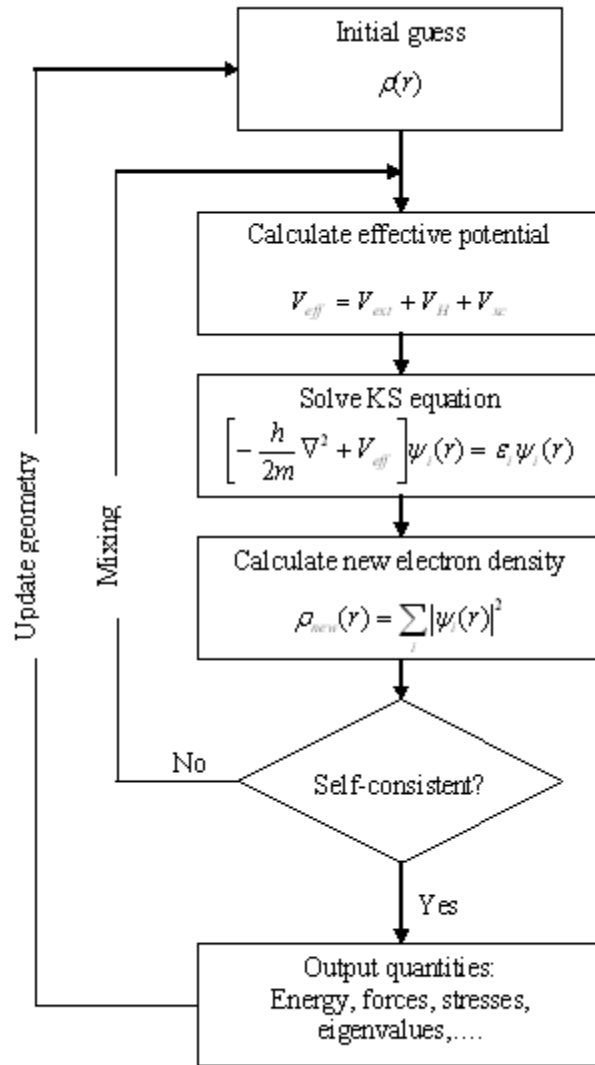 Initial guess
ρ(r)
Calculate effective potential
V_eff = V_ext + V_H + V_xc
Solve KS equation
[-h/2m ∇² + V_eff]ψ_i(r) = ε_i ψ_i(r)
Calculate new electron density
ρ_new(r) = ∑_i |ψ_i(r)|²
Self-consistent?
No
Yes
Mixing
Update geometry
Output quantities:
Energy, forces, stresses,
eigenvalues,....